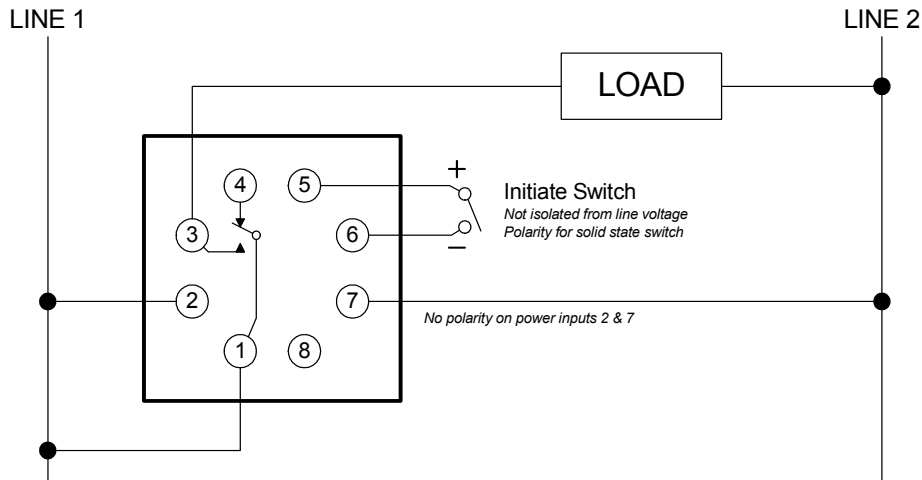 LINE 1
LINE 2
LOAD
4
5
+
Initiate Switch
Not isolated from line voltage
Polarity for solid state switch
3
6
–
2
7
No polarity on power inputs 2 & 7
1
8